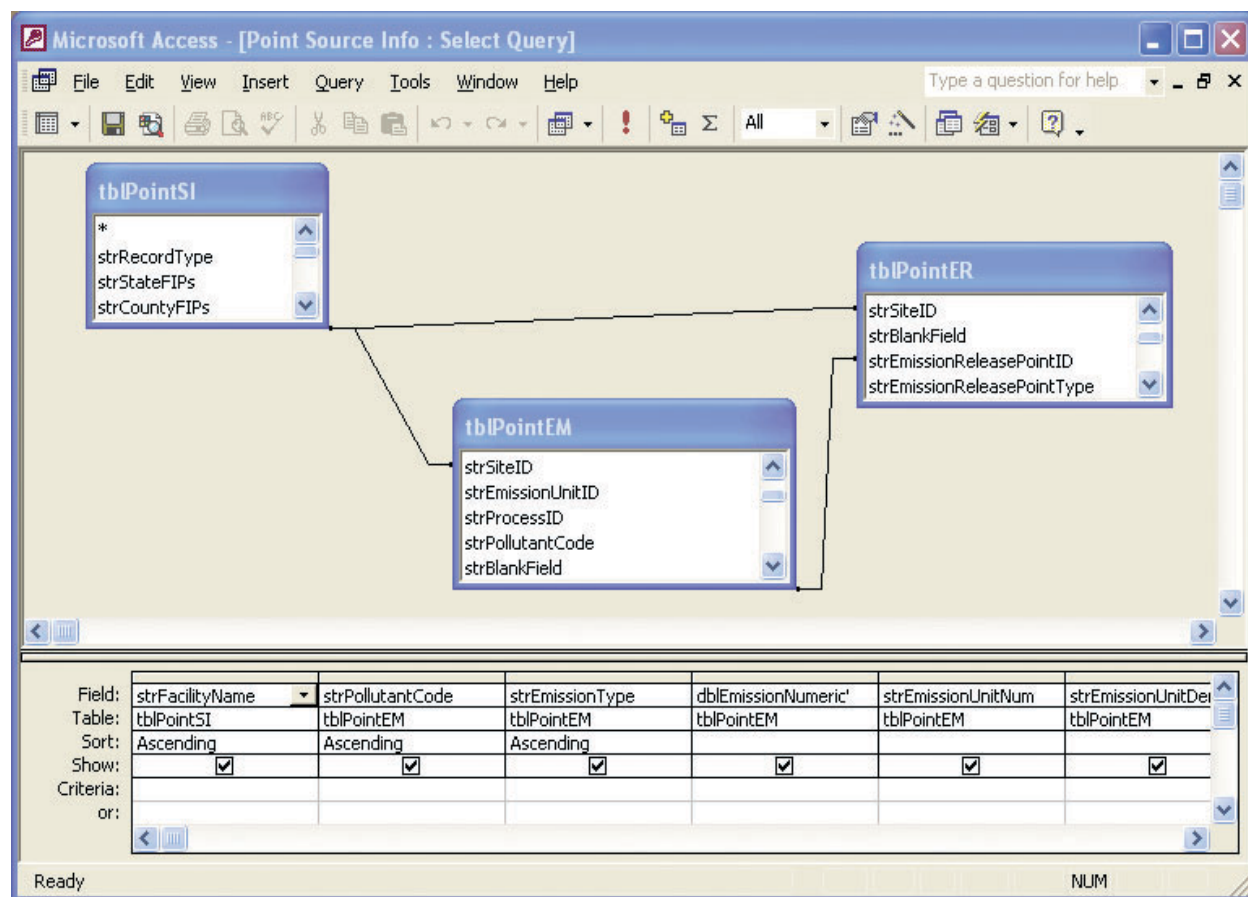 Microsoft Access - [Point Source Info : Select Query]
File Edit View Insert Query Tools Window Help Type a question for help
ABC Σ All
tblPointSI
*
strRecordType
strStateFIPs
strCountyFIPs
tblPointER
strSiteID
strBlankField
strEmissionReleasePointID
strEmissionReleasePointType
tblPointEM
strSiteID
strEmissionUnitID
strProcessID
strPollutantCode
strBlankField
Field: strFacilityName strPollutantCode strEmissionType dblEmissionNumeric' strEmissionUnitNum strEmissionUnitDe
Table: tblPointSI tblPointEM tblPointEM tblPointEM tblPointEM tblPointEM
Sort: Ascending Ascending Ascending
Show:
Criteria:
or:
Ready NUM